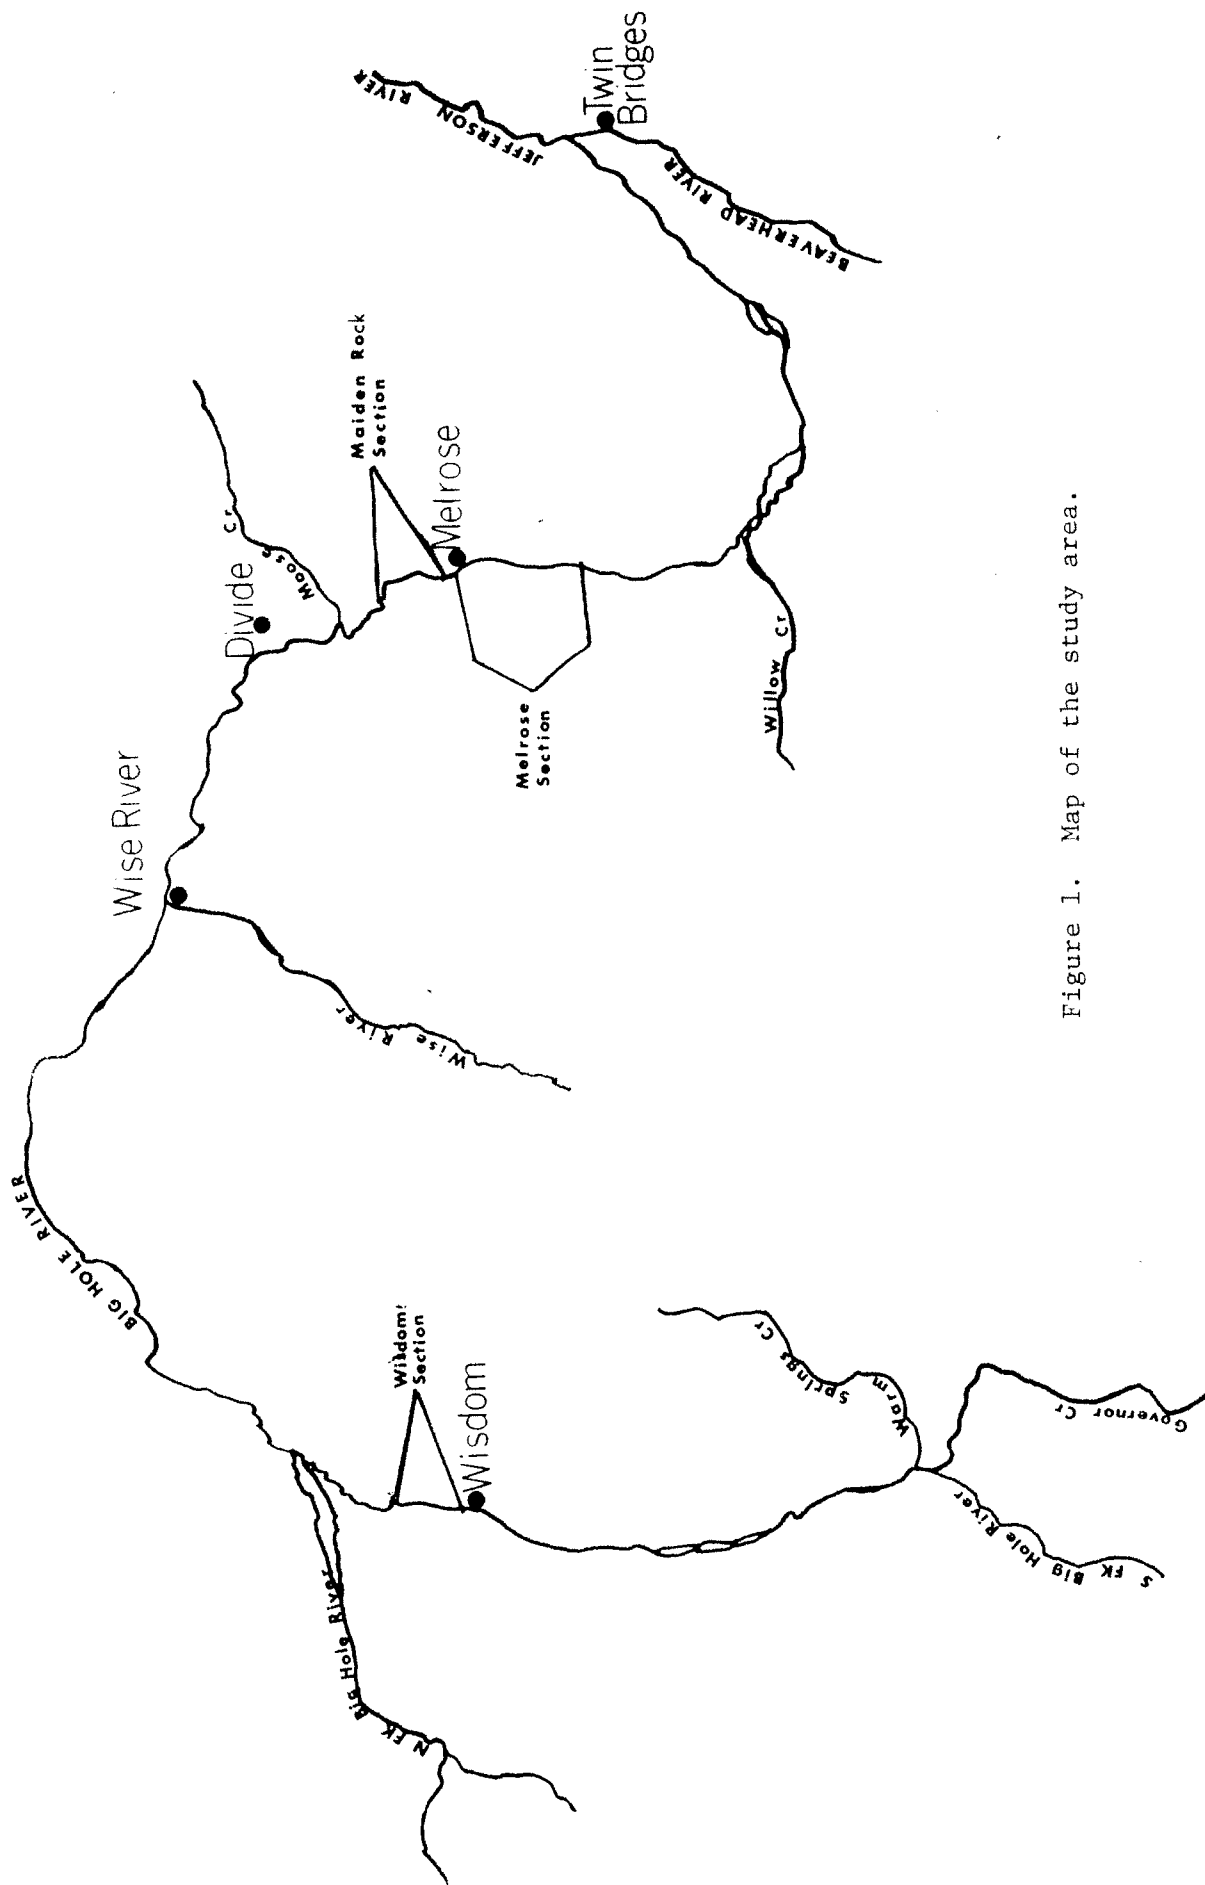 BIG HOLE RIVER
Wise River
Divide
Moose Cr
Maiden Rock
Section
Melrose
JEFFERSON RIVER
Twin
Bridges
BEAVERHEAD RIVER
Wise River
Melrose
Section
Willow Cr
Wisdom
Section
Wisdom
N FK Big Hole River
Warm Springs Cr
S FK Big Hole River
Governor Cr
Figure 1. Map of the study area.